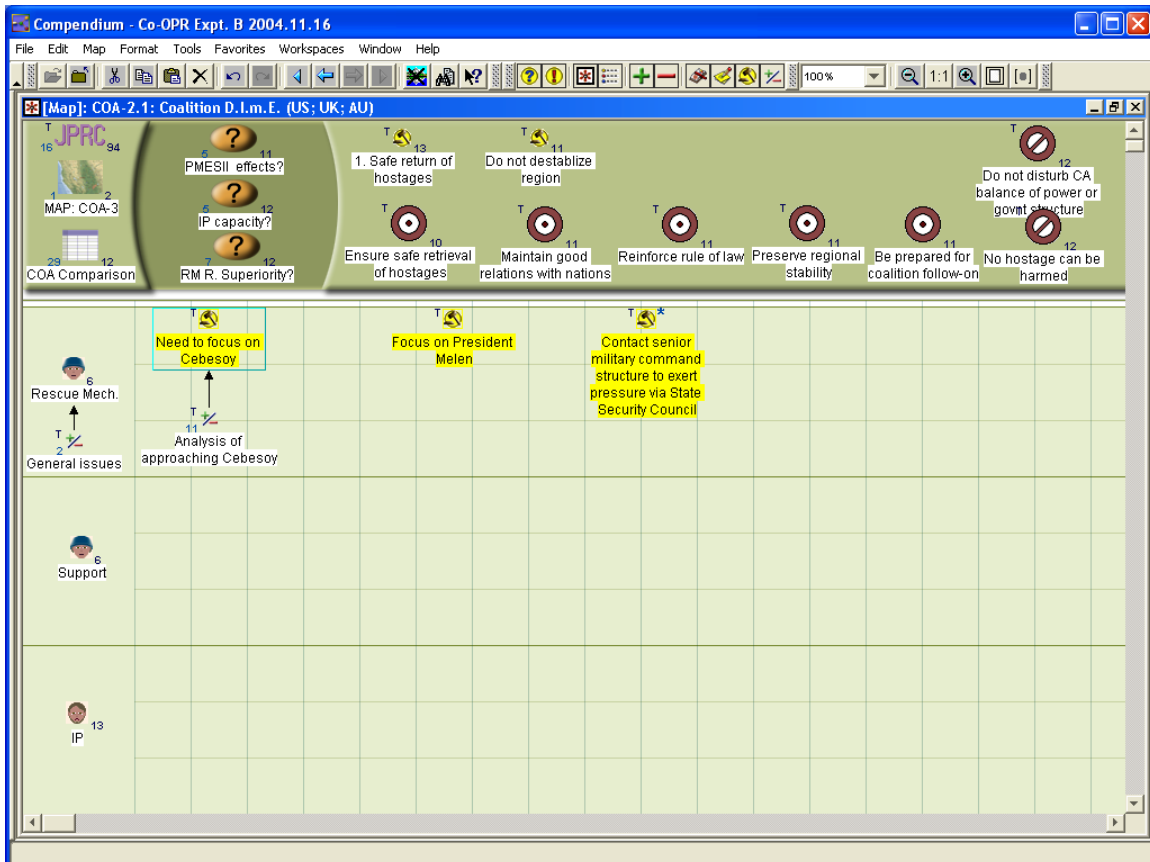 Compendium - Co-OPR Expt. B 2004.11.16
File Edit Map Format Tools Favorites Workspaces Window Help
100% 1:1
[Map]: COA-2.1: Coalition D.I.m.E. (US; UK; AU)
T JPRC
16 94
1 2
MAP: COA-3
29 12
COA Comparison
5 11
PMESII effects?
5 12
IP capacity?
7 12
RM R. Superiority?
T 13
1. Safe return of
hostages
T 11
Do not destablize
region
T 12
Do not disturb CA
balance of power or
govnt structure
T 10
Ensure safe retrieval
of hostages
T 11
Maintain good
relations with nations
T 11
Reinforce rule of law
T 11
Preserve regional
stability
11
Be prepared for
coalition follow-on
12
No hostage can be
harmed
6
Rescue Mech.
T
2
General issues
T
Need to focus on
Cebesoy
T
11
Analysis of
approaching Cebesoy
T
Focus on President
Melen
T *
Contact senior
military command
structure to exert
pressure via State
Security Council
6
Support
13
IP